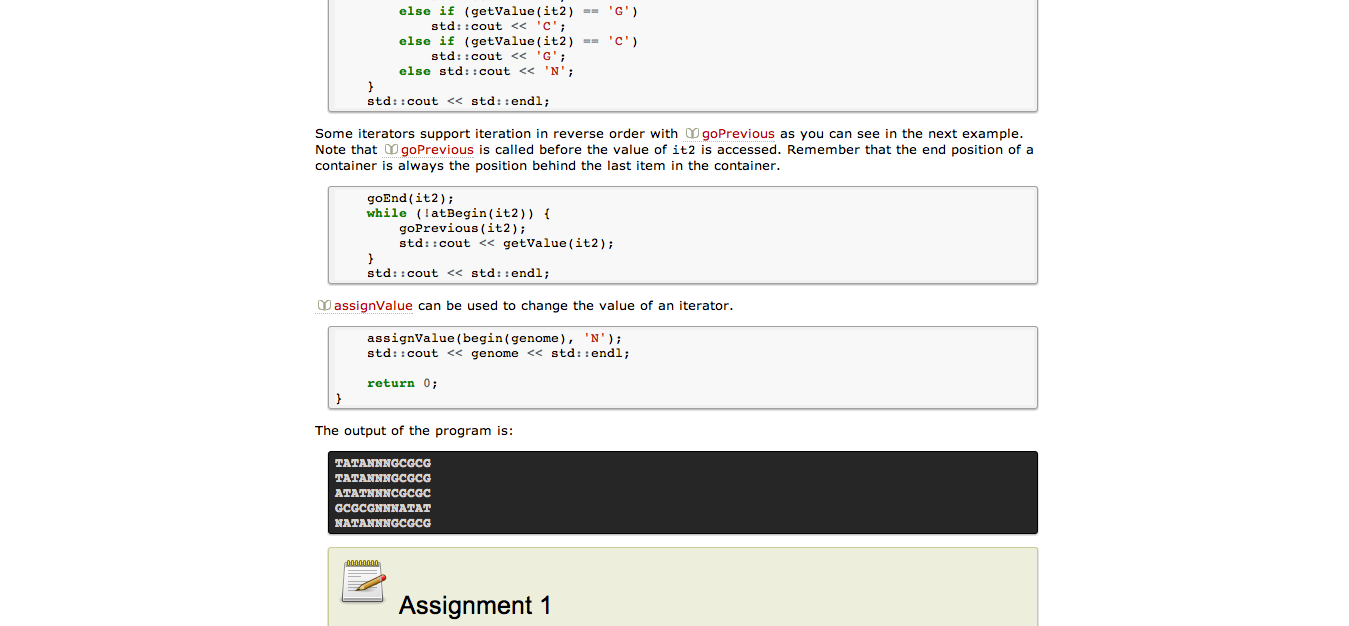 else if (getValue(it2) == 'G')
std::cout << 'C';
else if (getValue(it2) == 'C')
std::cout << 'G';
else std::cout << 'N';
}
std::cout << std::endl;
Some iterators support iteration in reverse order with goPrevious as you can see in the next example.
Note that goPrevious is called before the value of it2 is accessed. Remember that the end position of a
container is always the position behind the last item in the container.
goEnd(it2);
while (!atBegin(it2)) {
goPrevious(it2);
std::cout << getValue(it2);
}
std::cout << std::endl;
assignValue can be used to change the value of an iterator.
assignValue(begin(genome), 'N');
std::cout << genome << std::endl;
return 0;
}
The output of the program is:
TATANNNGCGCG
TATANNNGCGCG
ATATNNNCGCGC
GCGCGNNNATAT
NATANNNGCGCG
Assignment 1